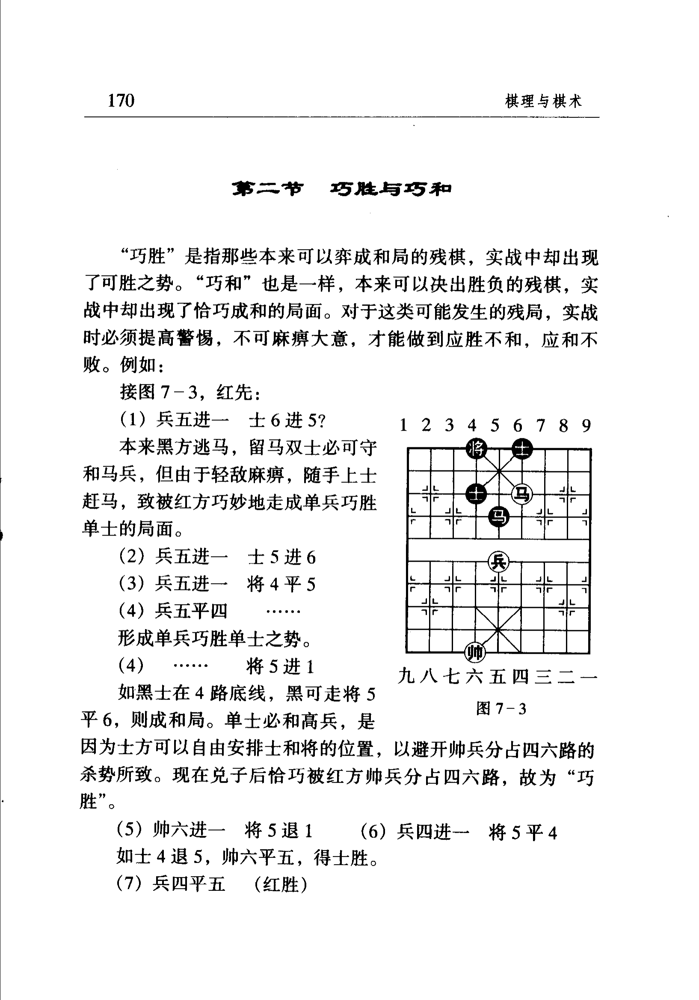 170
棋理与棋术
第二节 巧胜与巧和
“巧胜”是指那些本来可以弈成和局的残棋，实战中却出现
了可胜之势。“巧和”也是一样，本来可以决出胜负的残棋，实
战中却出现了恰巧成和的局面。对于这类可能发生的残局，实战
时必须提高警惕，不可麻痹大意，才能做到应胜不和，应和不
败。例如：
接图 7－3，红先：
（1）兵五进一　士 6 进 5？
本来黑方逃马，留马双士必可守
和马兵，但由于轻敌麻痹，随手上士
赶马，致被红方巧妙地走成单兵巧胜
单士的局面。
（2）兵五进一　士 5 进 6
（3）兵五进一　将 4 平 5
（4）兵五平四　……
形成单兵巧胜单士之势。
（4）　……　将 5 进 1
如黑士在 4 路底线，黑可走将 5
平 6，则成和局。单士必和高兵，是
因为士方可以自由安排士和将的位置，以避开帅兵分占四六路的
杀势所致。现在兑子后恰巧被红方帅兵分占四六路，故为“巧
胜”。
（5）帅六进一　将 5 退 1　（6）兵四进一　将 5 平 4
如士 4 退 5，帅六平五，得士胜。
（7）兵四平五　（红胜）
1 2 3 4 5 6 7 8 9
将 士
士 马
马
兵
帅
九八七六五四三二一
图 7－3